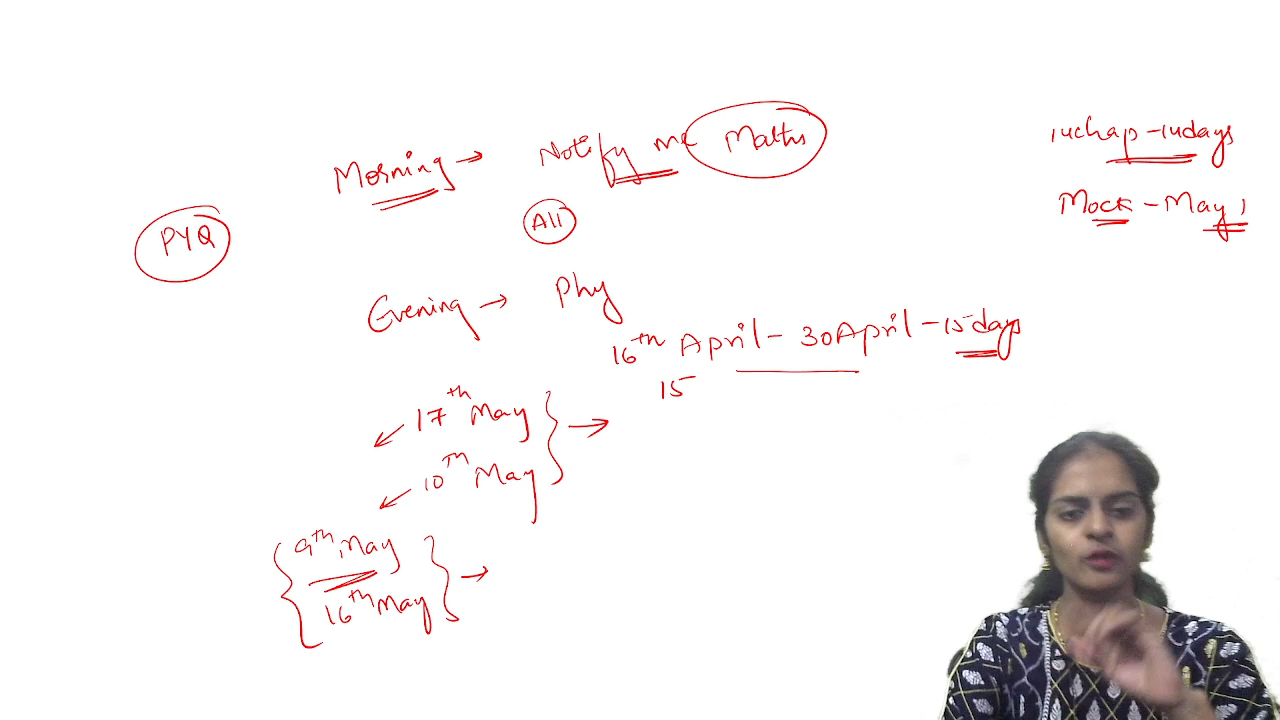 Morning → Notify me Maths
14chap-14days
Mock - May 1
PYQ
All
Evening → Phy
16th April - 30April - 15days
15
17th May
10th May
9th May
16th May